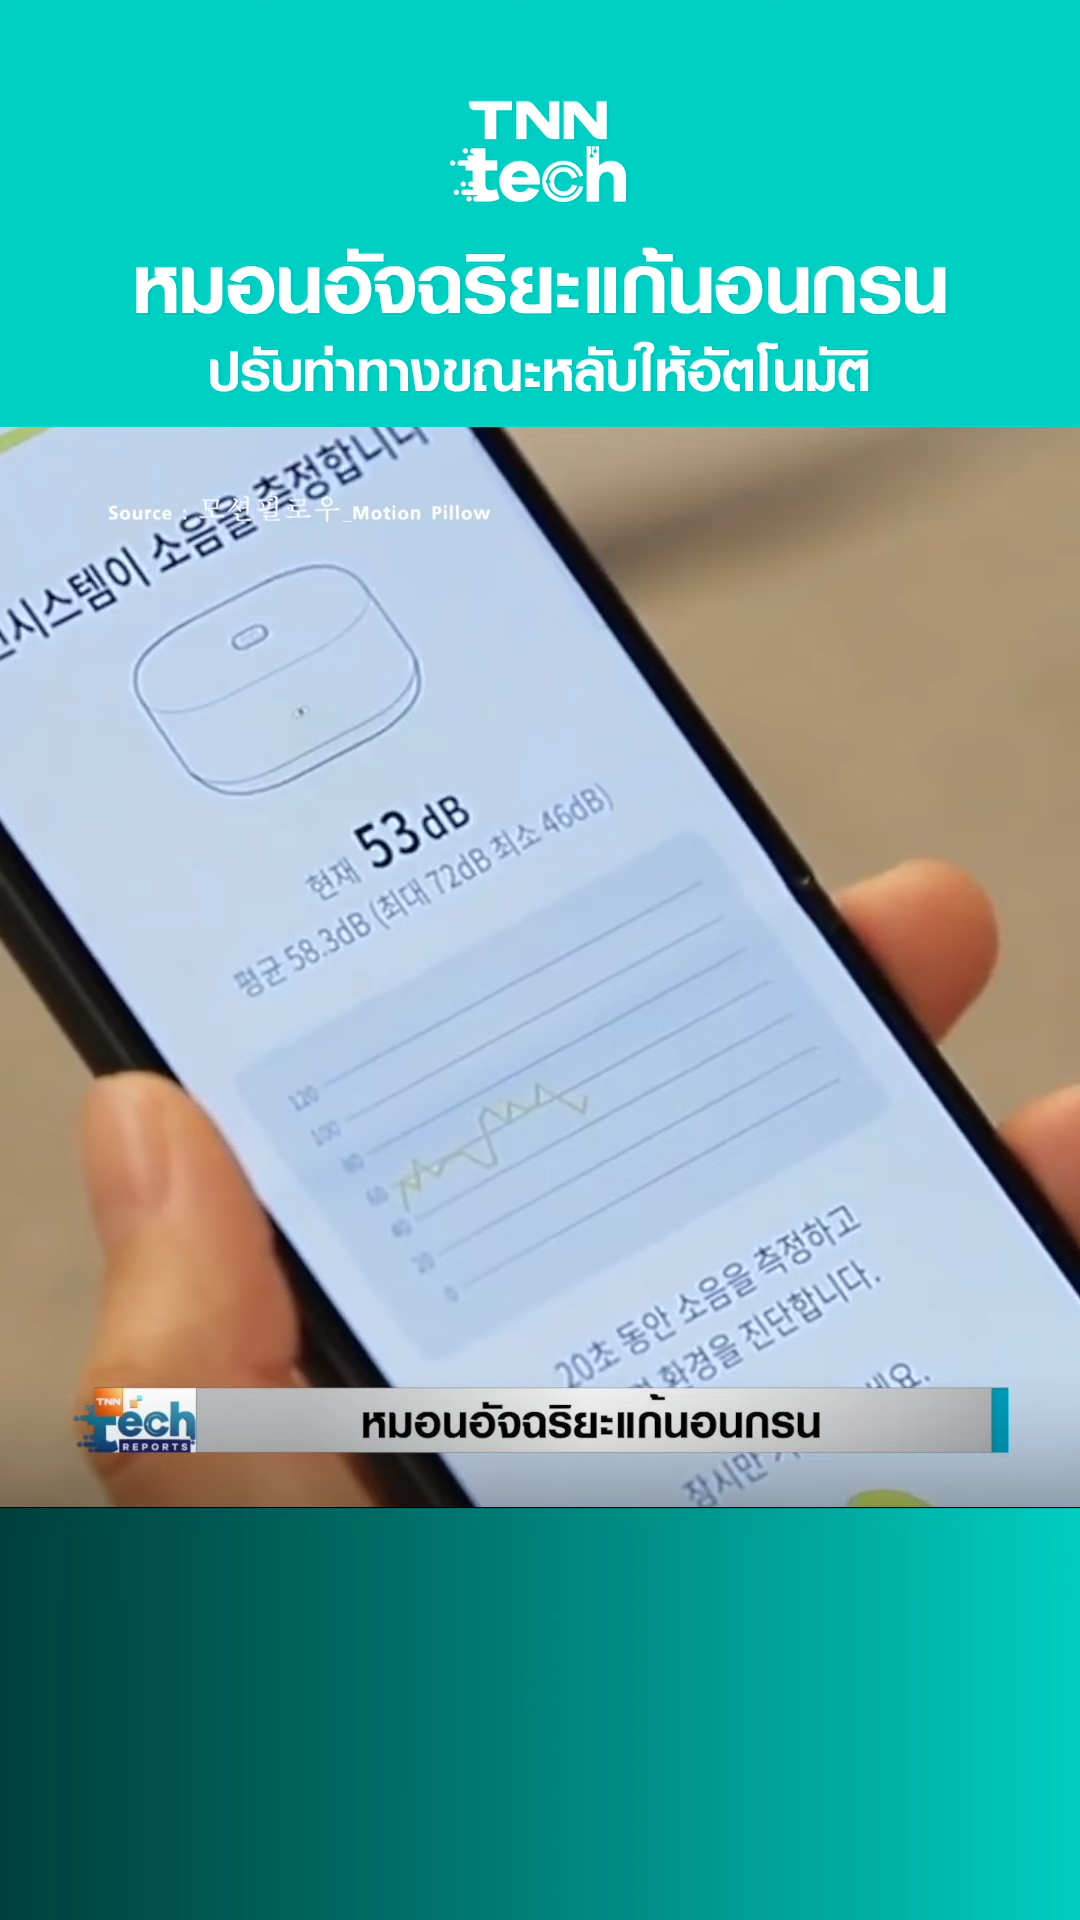 TNN
tech
หมอนอัจฉริยะแก้นอนกรน
ปรับท่าทางขณะหลับให้อัตโนมัติ
Source : 모션필로우_Motion Pillow
소음을 측정합니다
현재 53dB
평균 58.3dB (최대 72dB 최소 46dB)
120
100
80
60
40
20
0
20초 동안 소음을 측정하고
환경을 진단합니다.
잠시만
TNN
tech
REPORTS
หมอนอัจฉริยะแก้นอนกรน